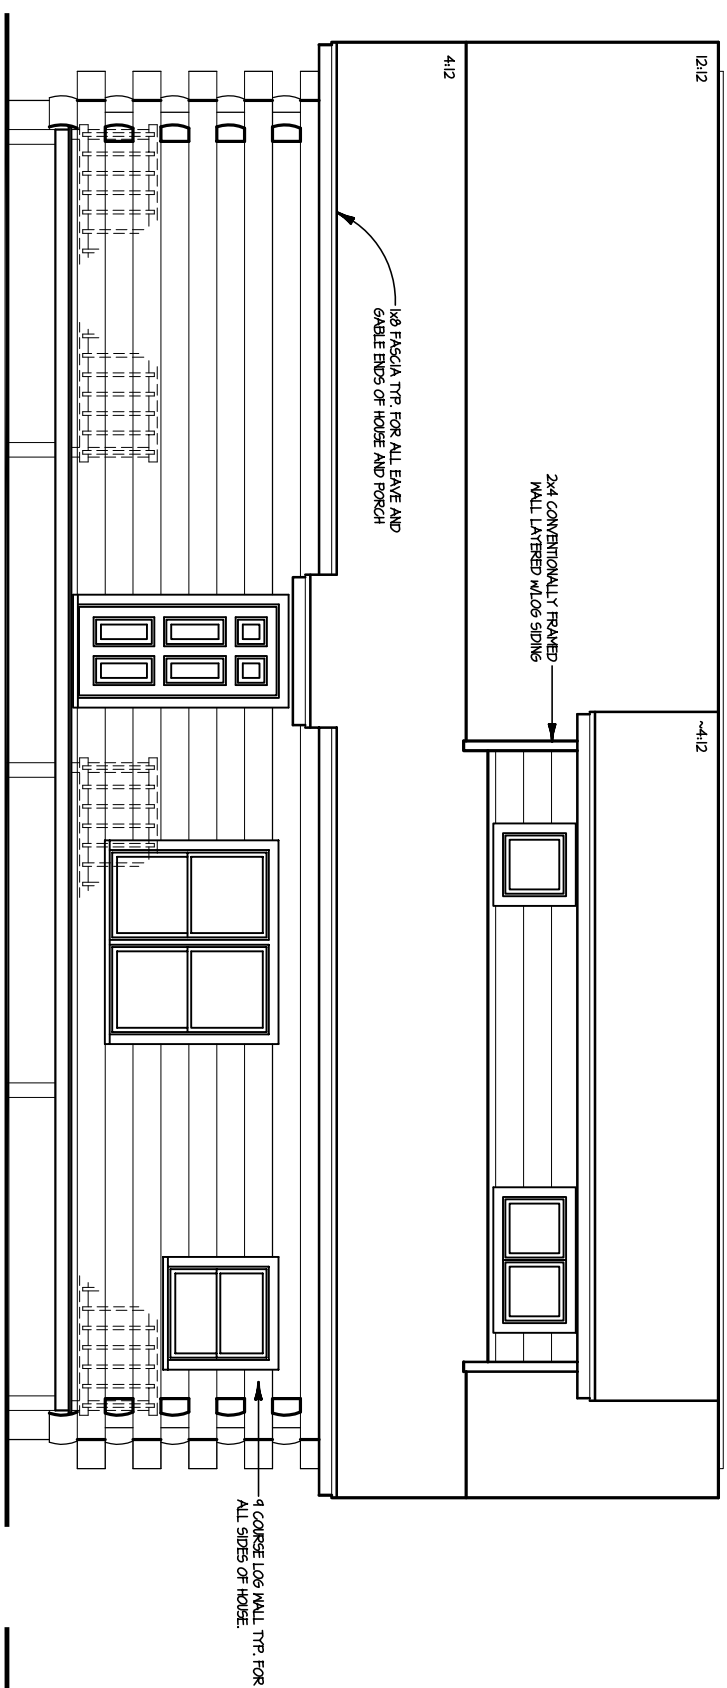 12:12
4:12
~4:12
2x4 CONVENTIONALLY FRAMED
WALL LAYERED W/LOG SIDING
1x8 FASCIA TYP. FOR ALL EAVE AND
GABLE ENDS OF HOUSE AND PORCH
9 COURSE LOG WALL TYP. FOR
ALL SIDES OF HOUSE.